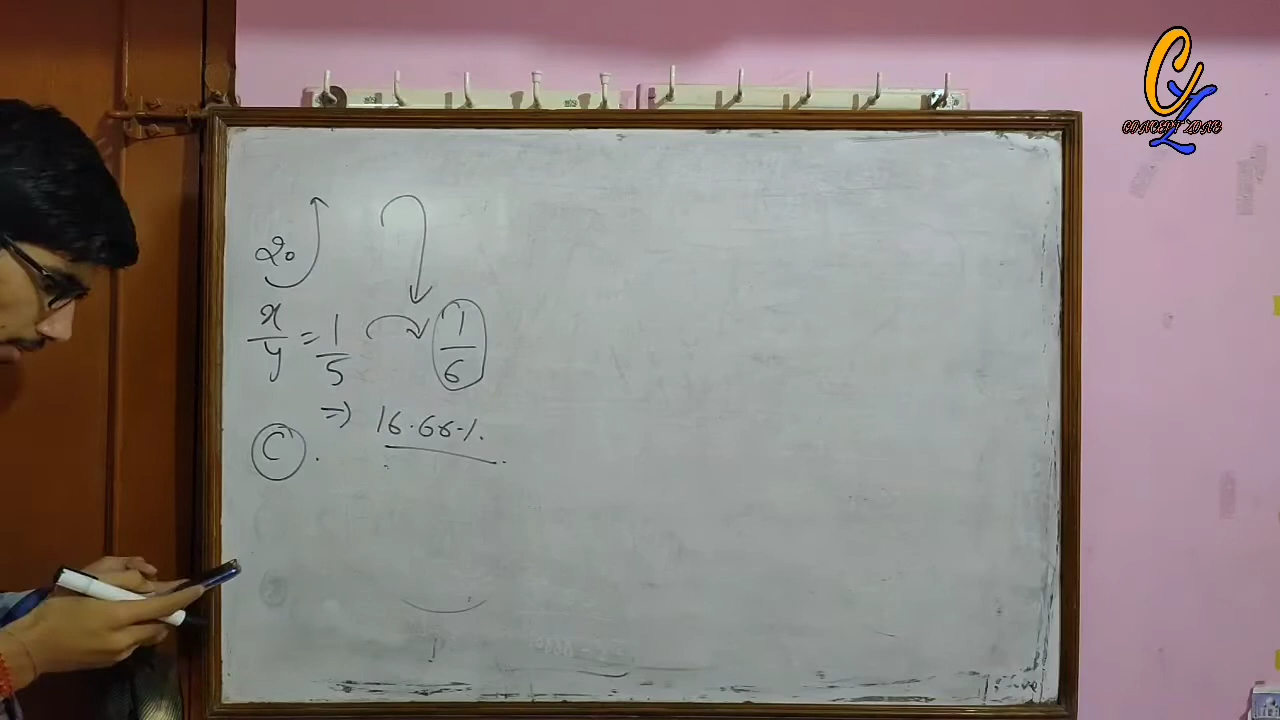 20
x/y = 1/5 1/6
=) 16.66%.
C.
CONCEPT ZONE